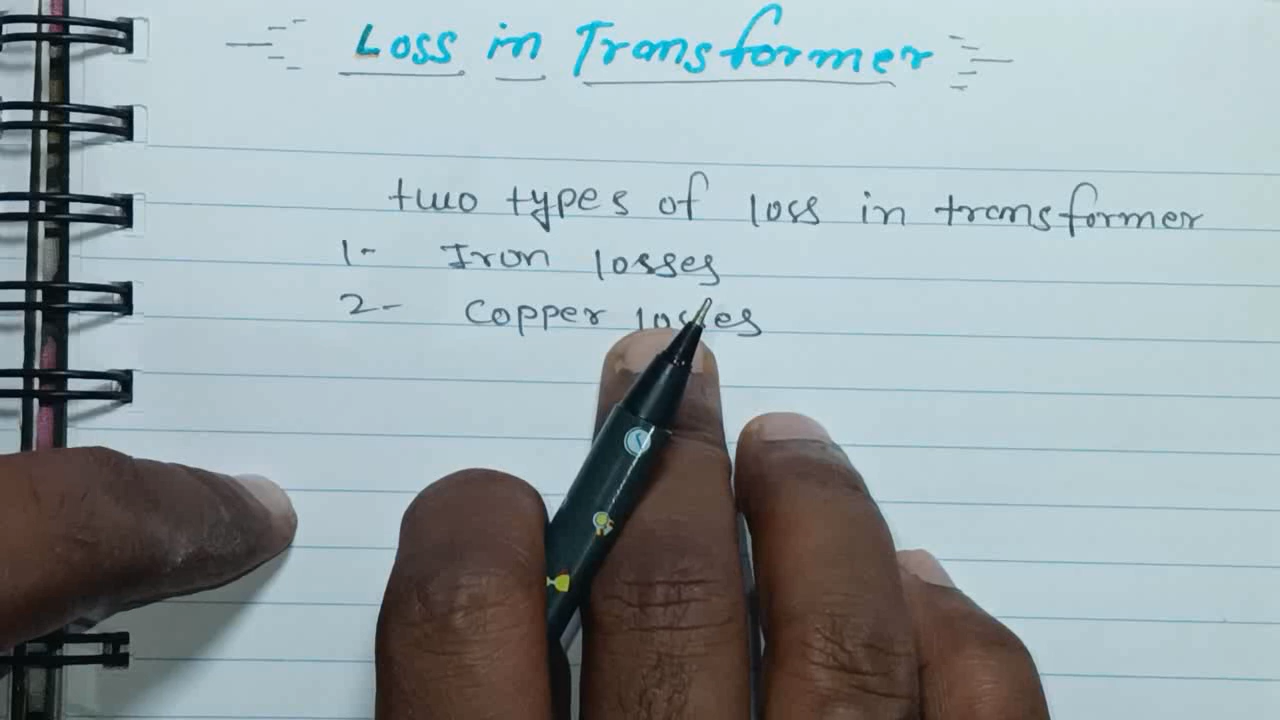 Loss in Transformer
two types of loss in transformer
1- Iron losses
2- Copper losses